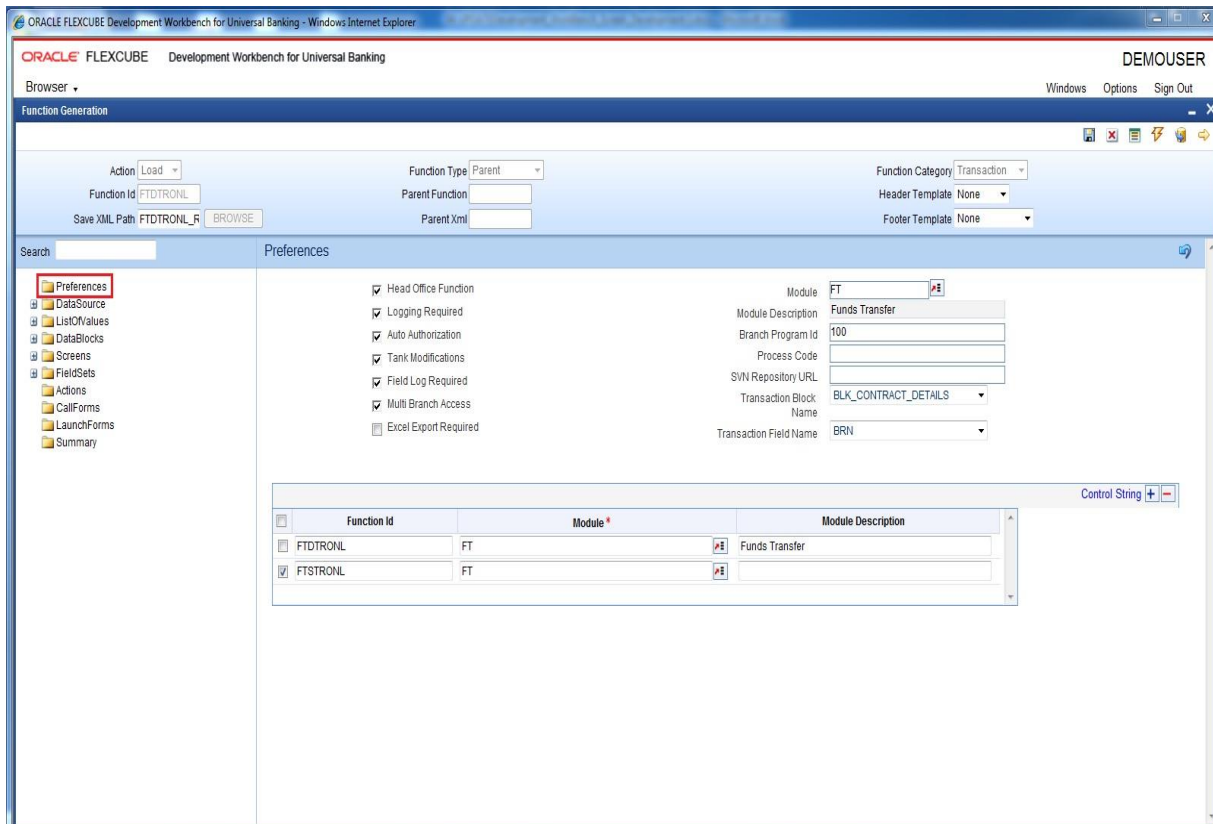 ORACLE FLEXCUBE Development Workbench for Universal Banking - Windows Internet Explorer
ORACLE FLEXCUBE Development Workbench for Universal Banking
DEMOUSER
Browser
Windows Options Sign Out
Function Generation
Action Load
Function Type Parent
Function Category Transaction
Function Id FTDTRONL
Parent Function
Header Template None
Save XML Path FTDTRONL_R BROWSE
Parent Xml
Footer Template None
Search
Preferences
Preferences
DataSource
ListOfValues
DataBlocks
Screens
FieldSets
Actions
CallForms
LaunchForms
Summary
Head Office Function
Logging Required
Auto Authorization
Tank Modifications
Field Log Required
Multi Branch Access
Excel Export Required
Module FT
Module Description Funds Transfer
Branch Program Id 100
Process Code
SVN Repository URL
Transaction Block Name BLK_CONTRACT_DETAILS
Transaction Field Name BRN
Control String + -
Function Id Module * Module Description
FTDTRONL FT Funds Transfer
FTSTRONL FT